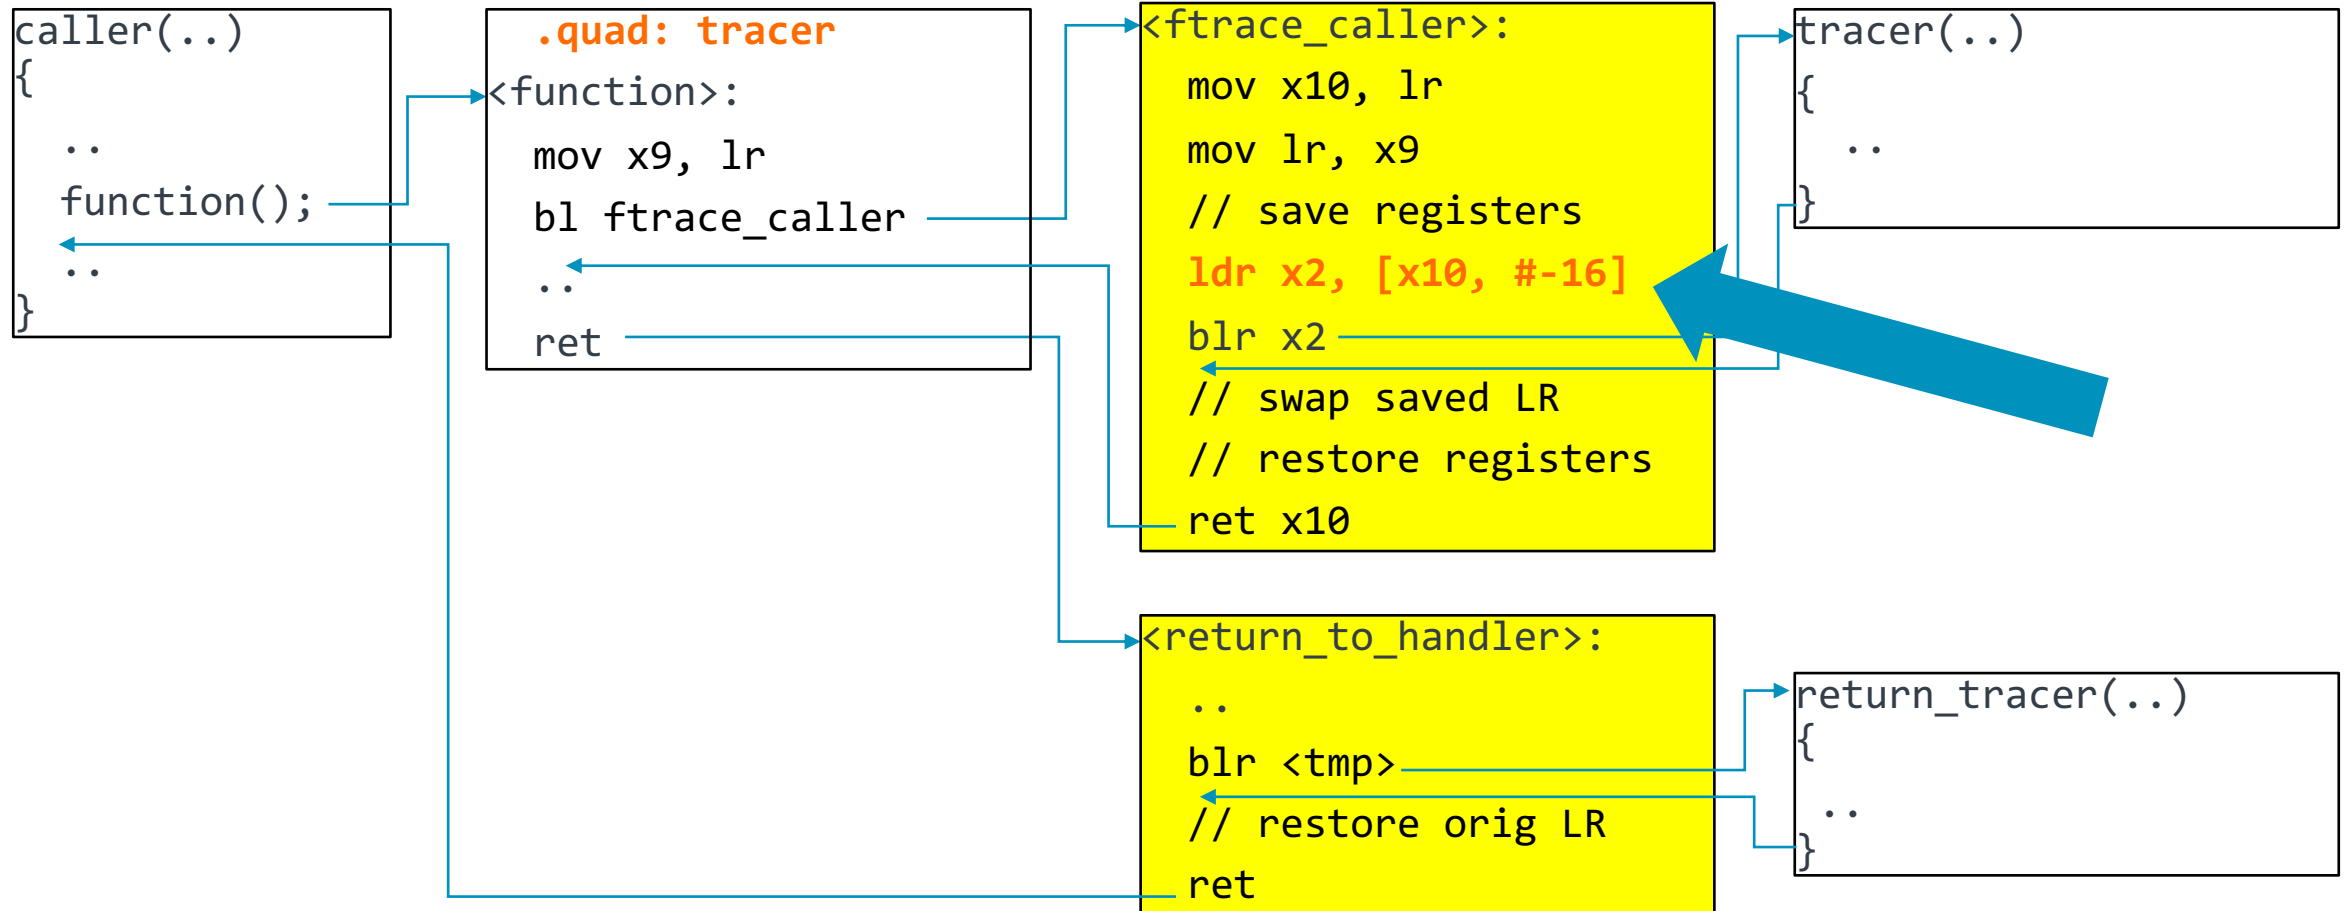 caller(..)
{
..
function();
..
}
.quad: tracer
<function>:
mov x9, lr
bl ftrace_caller
..
ret
<ftrace_caller>:
mov x10, lr
mov lr, x9
// save registers
ldr x2, [x10, #-16]
blr x2
// swap saved LR
// restore registers
ret x10
tracer(..)
{
..
}
<return_to_handler>:
..
blr <tmp>
// restore orig LR
ret
return_tracer(..)
{
..
}